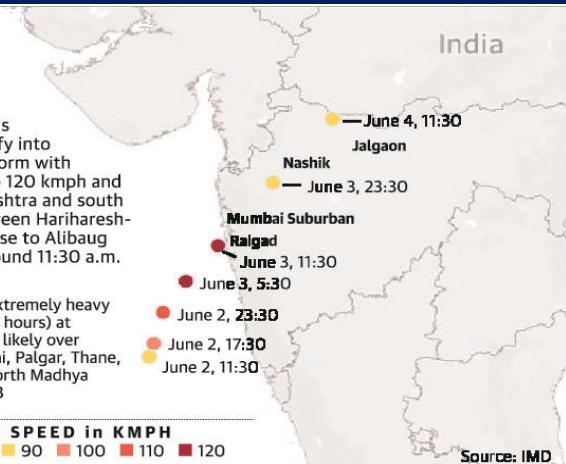 India
s
fy into
orm with
120 kmph and
shtra and south
een Hariharesh-
se to Alibaug
und 11:30 a.m.
xtremely heavy
hours) at
likely over
i, Palgar, Thane,
orth Madhya
3
June 4, 11:30
Jalgaon
Nashik
June 3, 23:30
Mumbai Suburban
Raigad
June 3, 11:30
June 3, 5:30
June 2, 23:30
June 2, 17:30
June 2, 11:30
SPEED in KMPH
90 100 110 120
Source: IMD